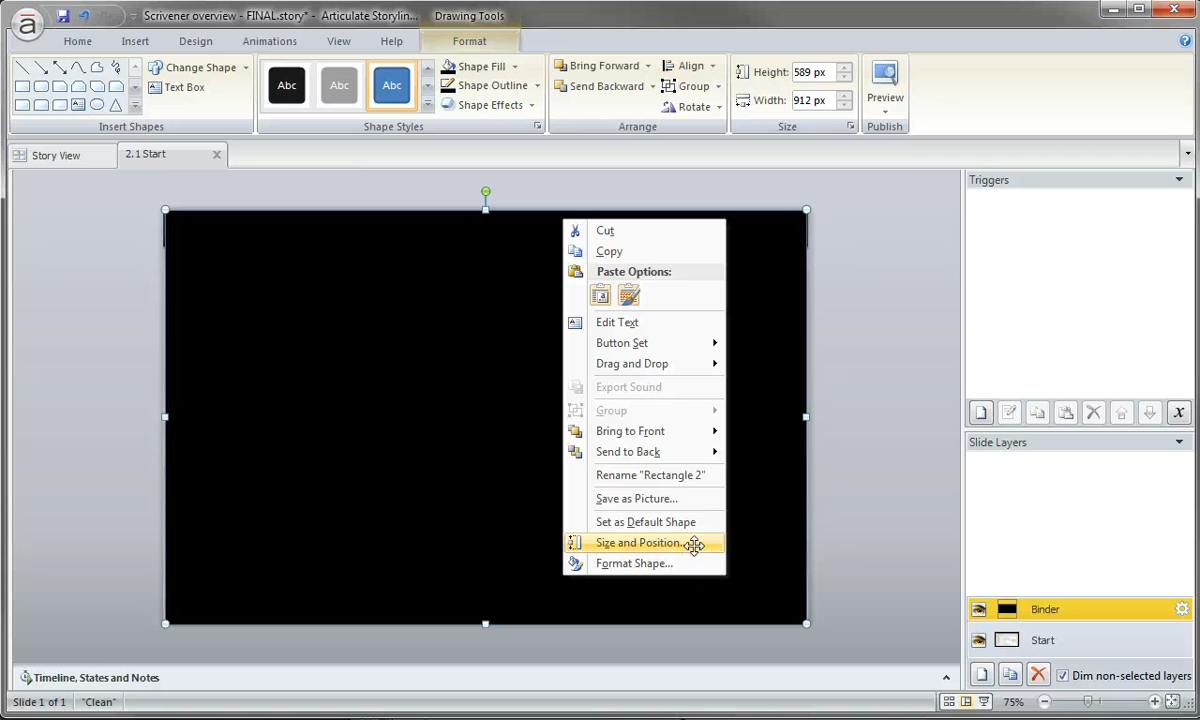 Scrivener overview - FINAL.story* - Articulate Storylin...
Drawing Tools
Home
Insert
Design
Animations
View
Help
Format
Change Shape
Text Box
Insert Shapes
Abc
Abc
Abc
Shape Fill
Shape Outline
Shape Effects
Shape Styles
Bring Forward
Send Backward
Align
Group
Rotate
Arrange
Height: 589 px
Width: 912 px
Size
Preview
Publish
Story View
2.1 Start
Triggers
Cut
Copy
Paste Options:
Edit Text
Button Set
Drag and Drop
Export Sound
Group
Bring to Front
Send to Back
Rename "Rectangle 2"
Save as Picture...
Set as Default Shape
Size and Position...
Format Shape...
x
Slide Layers
Binder
Start
Dim non-selected layers
Timeline, States and Notes
Slide 1 of 1
"Clean"
75%